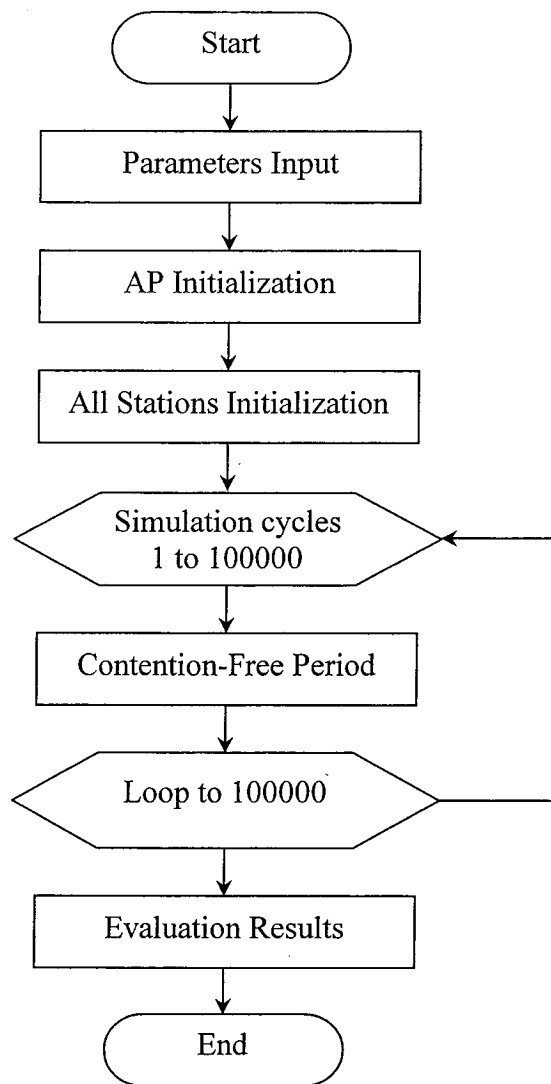 Start
Parameters Input
AP Initialization
All Stations Initialization
Simulation cycles
1 to 100000
Contention-Free Period
Loop to 100000
Evaluation Results
End